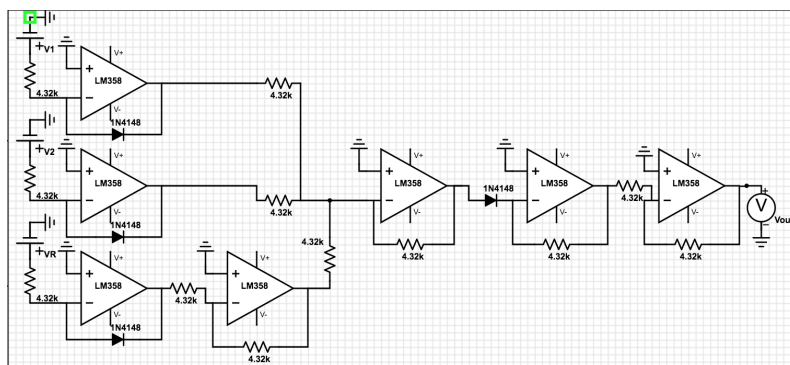 +V1
V+
+
LM358
−
V-
4.32k
1N4148
4.32k
+V2
V+
+
LM358
−
V-
4.32k
1N4148
4.32k
V+
+
LM358
−
V-
4.32k
1N4148
V+
+
LM358
−
V-
4.32k
4.32k
V+
+
LM358
−
V-
4.32k
+
V
−
Vou
+VR
V+
+
LM358
−
V-
4.32k
1N4148
4.32k
V+
+
LM358
−
V-
4.32k
4.32k